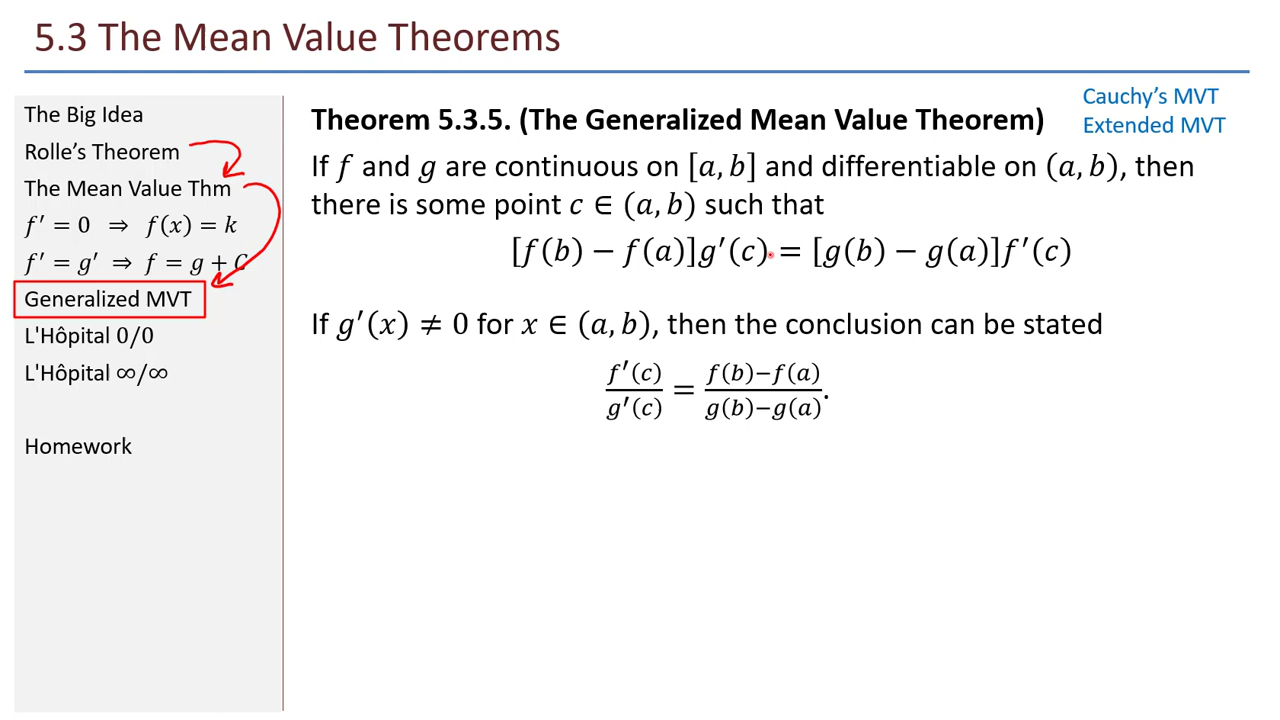 5.3 The Mean Value Theorems
The Big Idea
Rolle's Theorem
The Mean Value Thm
f′ = 0 ⇒ f(x) = k
f′ = g′ ⇒ f = g + C
Generalized MVT
L'Hôpital 0/0
L'Hôpital ∞/∞
Homework
Cauchy's MVT
Extended MVT
Theorem 5.3.5. (The Generalized Mean Value Theorem)
If f and g are continuous on [a, b] and differentiable on (a, b), then
there is some point c ∈ (a, b) such that
[f(b) − f(a)]g′(c) = [g(b) − g(a)]f′(c)
If g′(x) ≠ 0 for x ∈ (a, b), then the conclusion can be stated
f′(c)/g′(c) = f(b)−f(a)/g(b)−g(a).